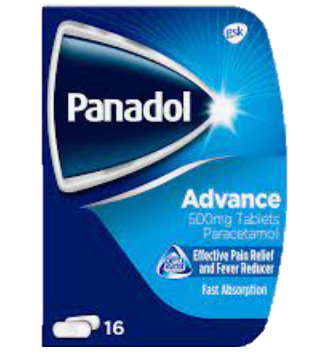 gsk
Panadol
Advance
500mg Tablets
Paracetamol
Effective Pain Relief
and Fever Reducer
Fast Absorption
16